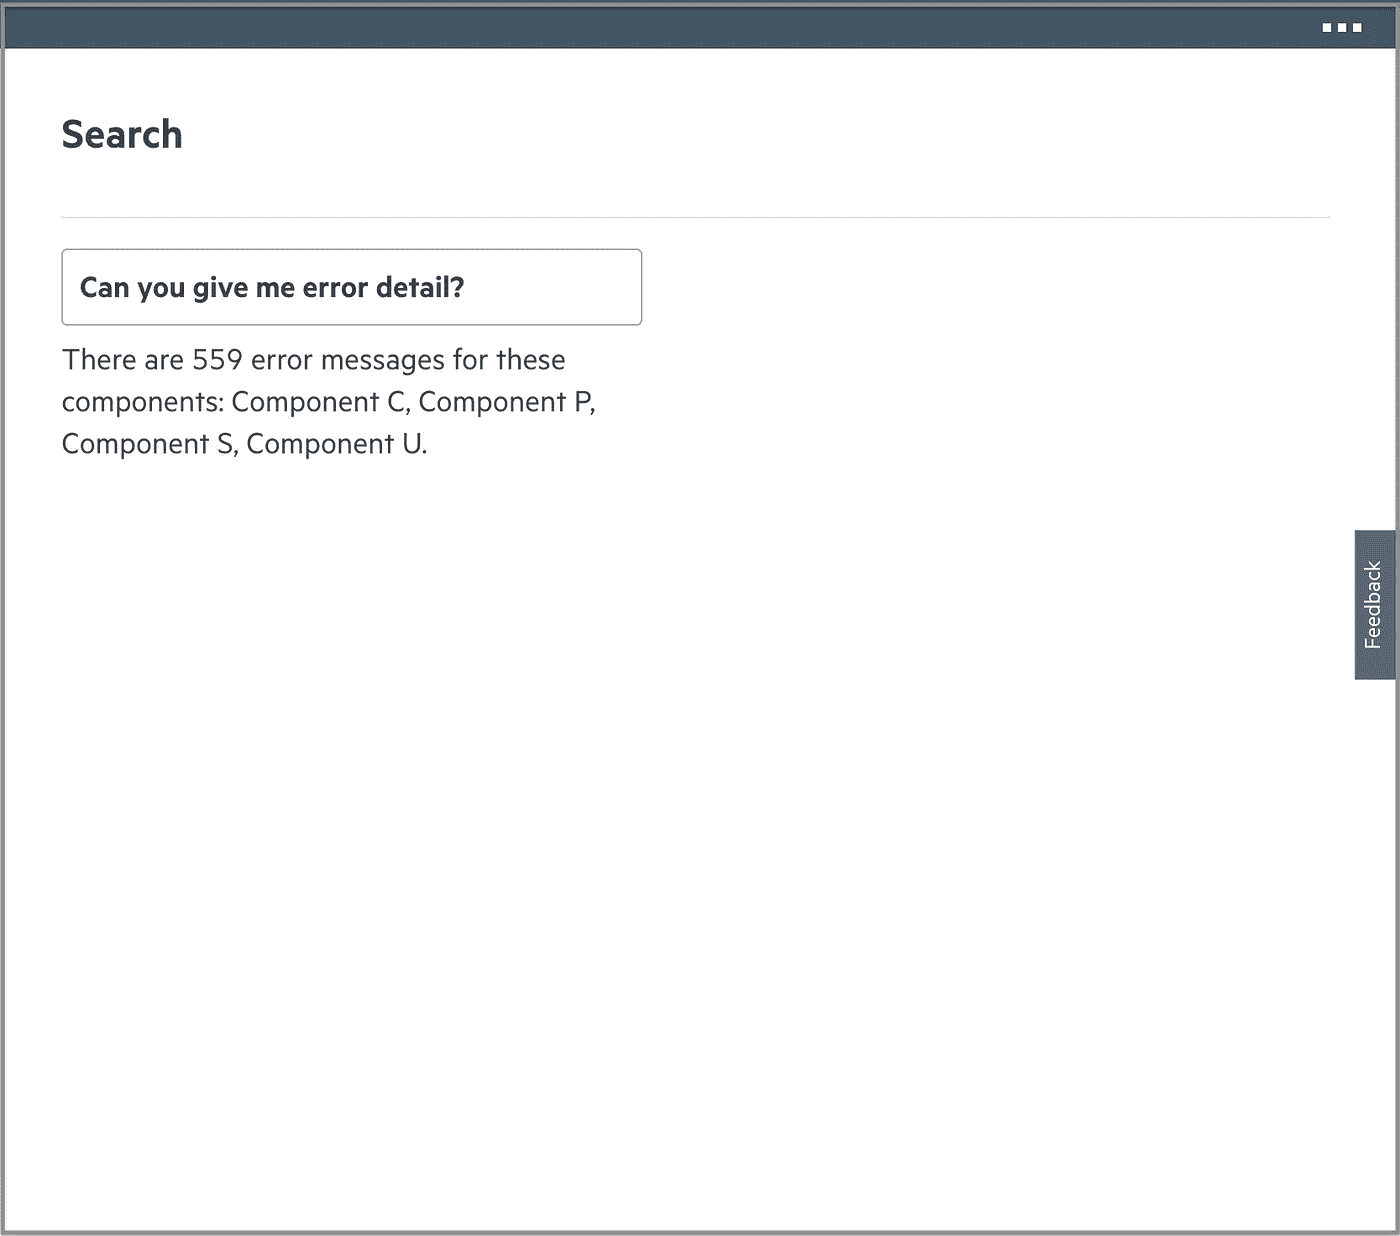 Search
Can you give me error detail?
There are 559 error messages for these
components: Component C, Component P,
Component S, Component U.
Feedback